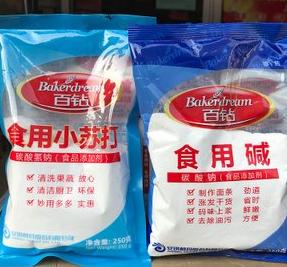 Bakerdream
百钻
食用小苏打
碳酸氢钠（食品添加剂）
✓ 清洗果蔬 放心
✓ 清洁厨卫 环保
✓ 妙用多多 实惠
净含量：250克
Bakerdream
百钻
食用碱
碳酸钠（食品添加剂）
✓ 制作面条 劲道
✓ 涨发干货 省时
✓ 码味上浆 鲜嫩
✓ 去除油污 方便